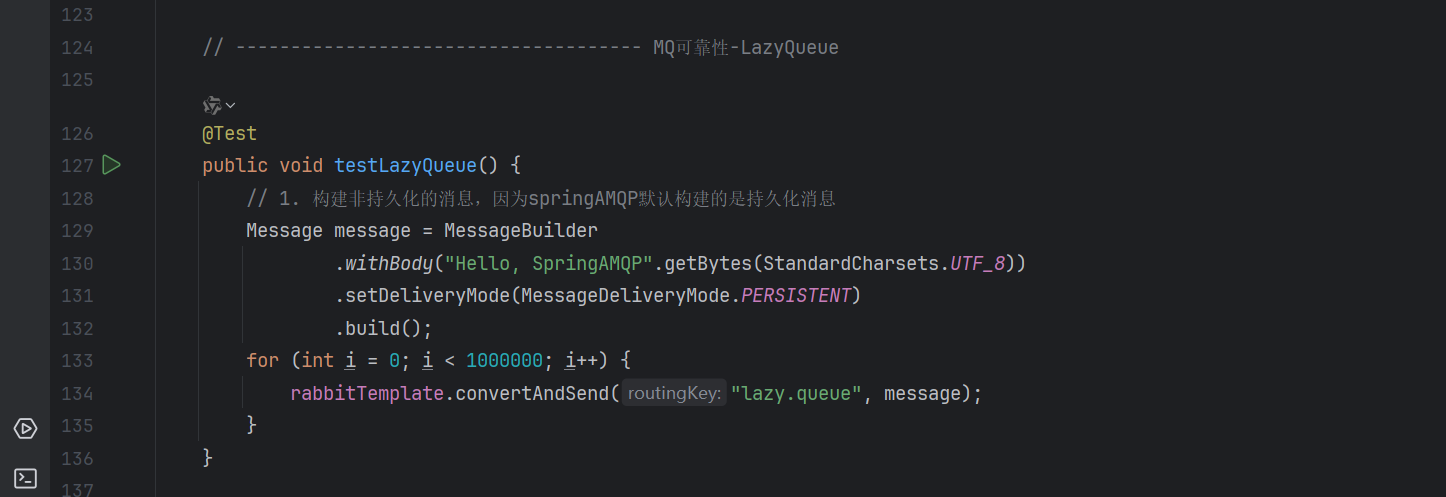 123
124 // ------------------------------------- MQ可靠性-LazyQueue
125
126 @Test
127 public void testLazyQueue() {
128 // 1. 构建非持久化的消息，因为springAMQP默认构建的是持久化消息
129 Message message = MessageBuilder
130 .withBody("Hello, SpringAMQP".getBytes(StandardCharsets.UTF_8))
131 .setDeliveryMode(MessageDeliveryMode.PERSISTENT)
132 .build();
133 for (int i = 0; i < 1000000; i++) {
134 rabbitTemplate.convertAndSend( routingKey: "lazy.queue", message);
135 }
136 }
137